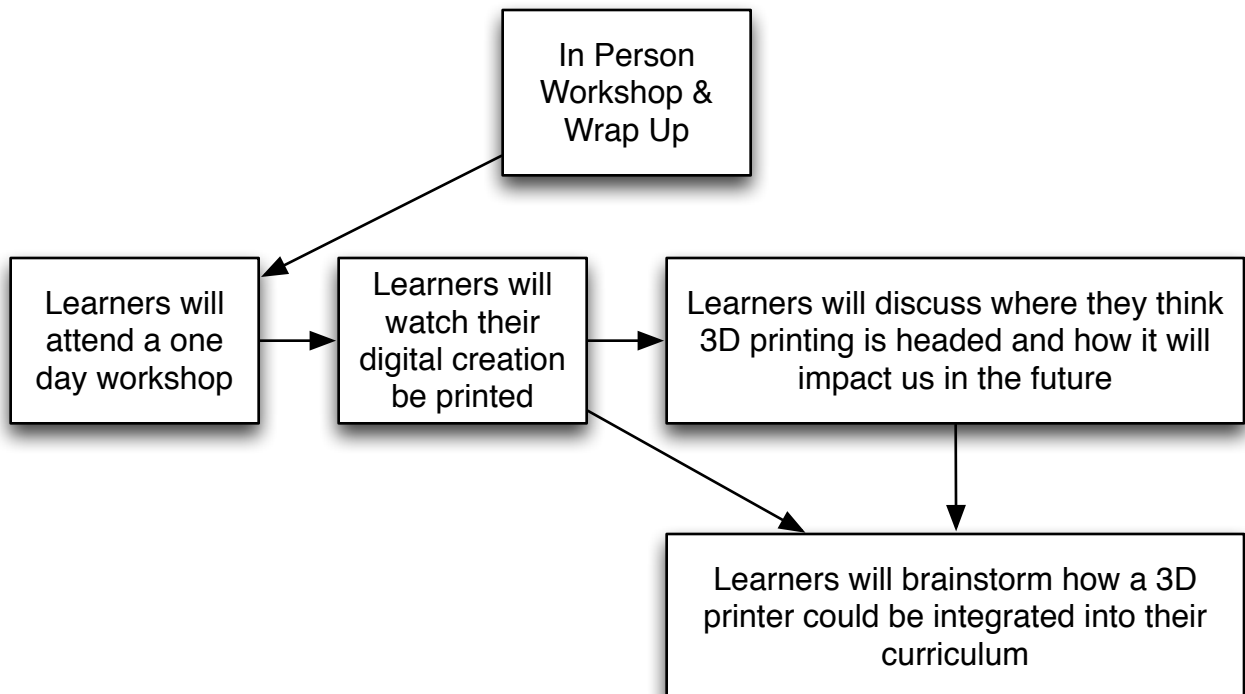 In Person
Workshop &
Wrap Up
Learners will
attend a one
day workshop
Learners will
watch their
digital creation
be printed
Learners will discuss where they think
3D printing is headed and how it will
impact us in the future
Learners will brainstorm how a 3D
printer could be integrated into their
curriculum